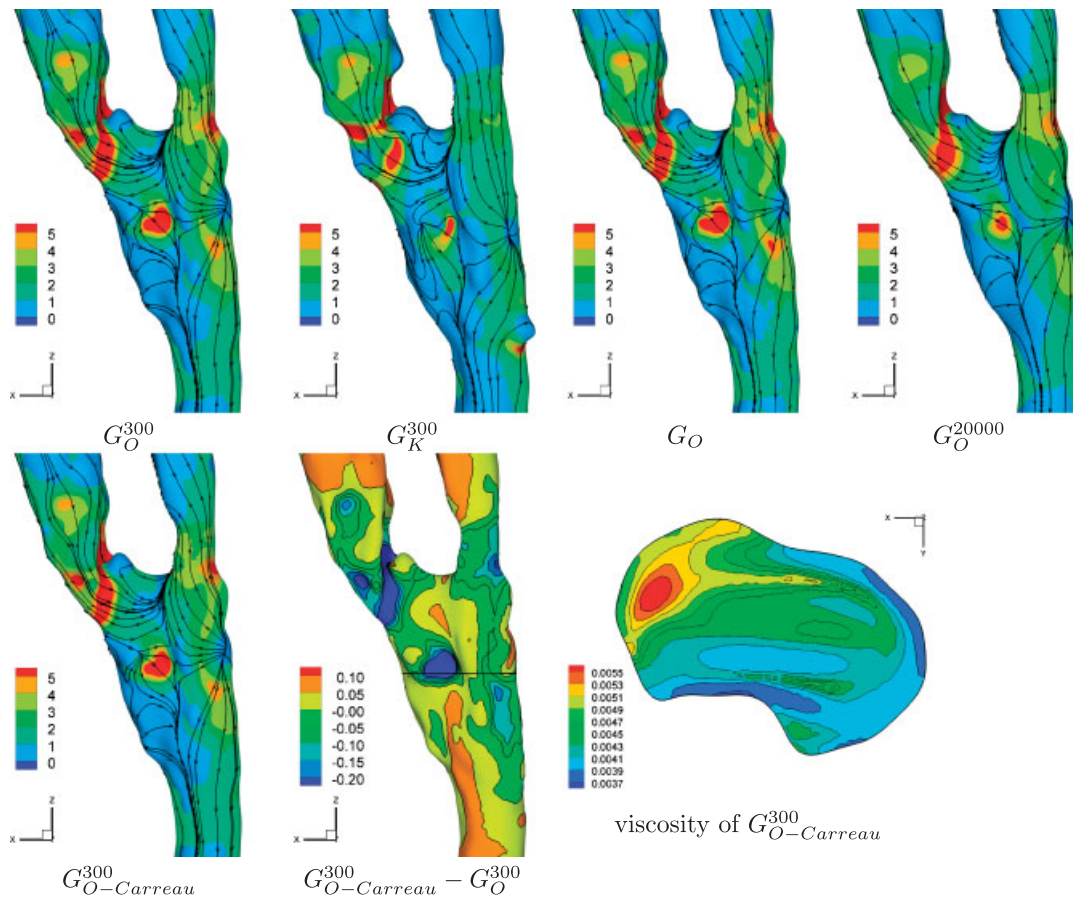 5
4
3
2
1
0
z
x
5
4
3
2
1
0
z
x
5
4
3
2
1
0
z
x
5
4
3
2
1
0
z
x
G_O^{300}
G_K^{300}
G_O
G_O^{20000}
5
4
3
2
1
0
z
x
0.10
0.05
-0.00
-0.05
-0.10
-0.15
-0.20
z
x
x
Y
0.0055
0.0053
0.0051
0.0049
0.0047
0.0045
0.0043
0.0041
0.0039
0.0037
viscosity of G_{O-Carreau}^{300}
G_{O-Carreau}^{300}
G_{O-Carreau}^{300} − G_O^{300}